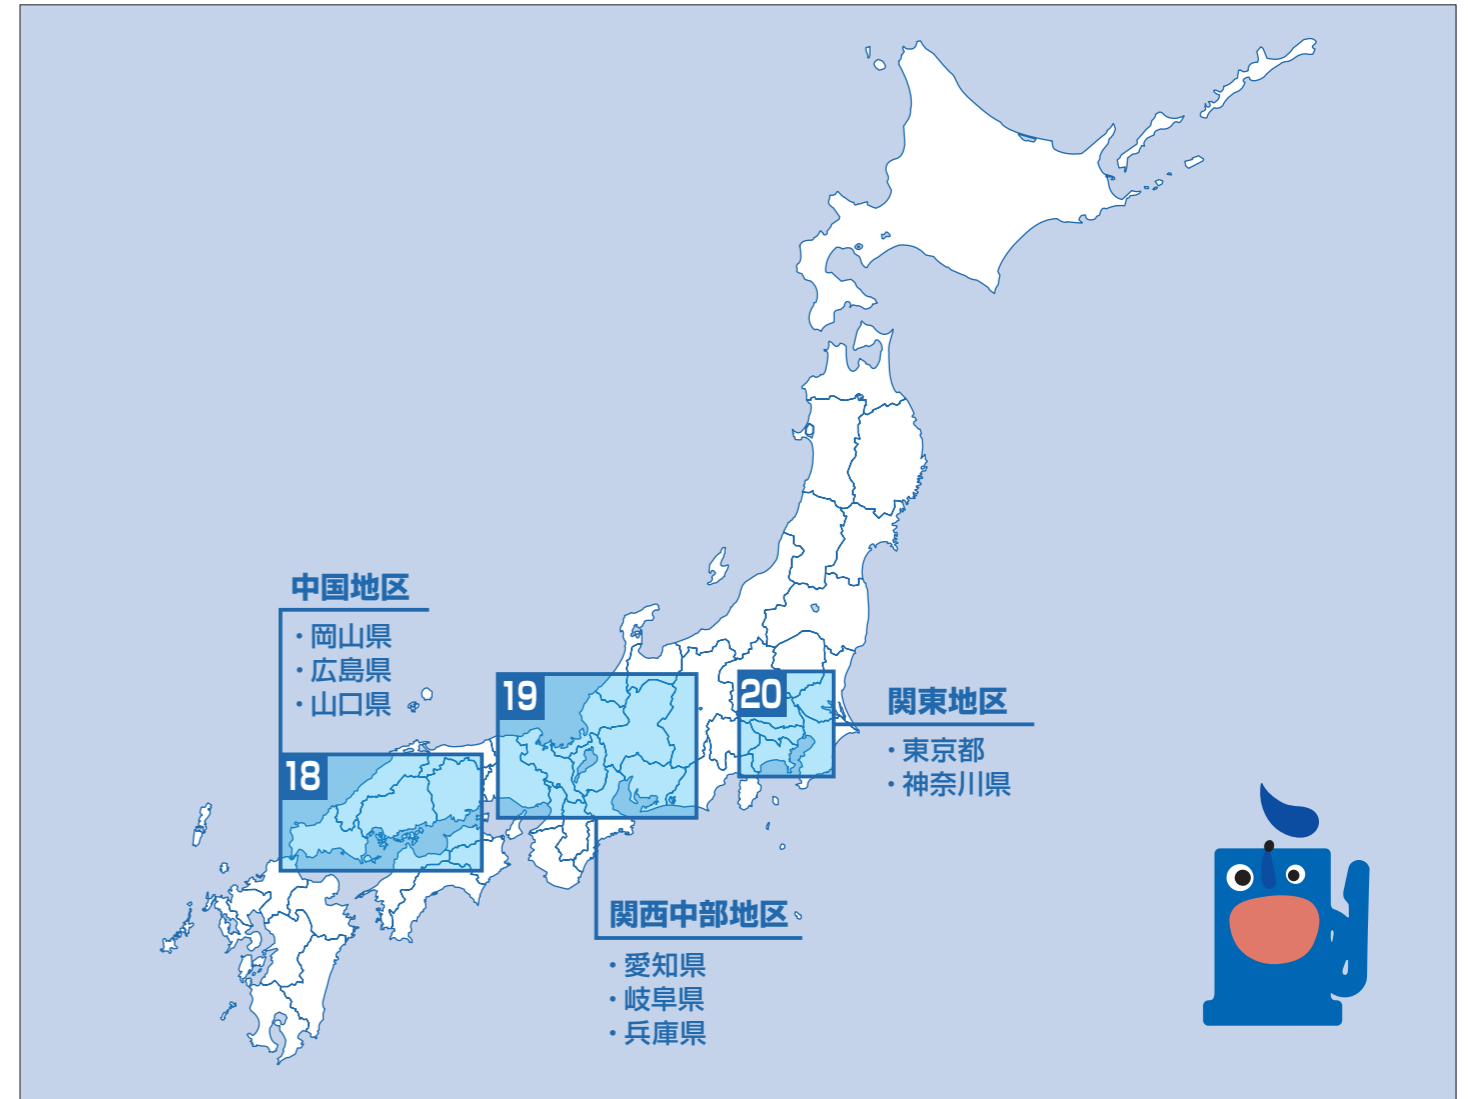 中国地区
・岡山県
・広島県
・山口県
18
19
20
関東地区
・東京都
・神奈川県
関西中部地区
・愛知県
・岐阜県
・兵庫県